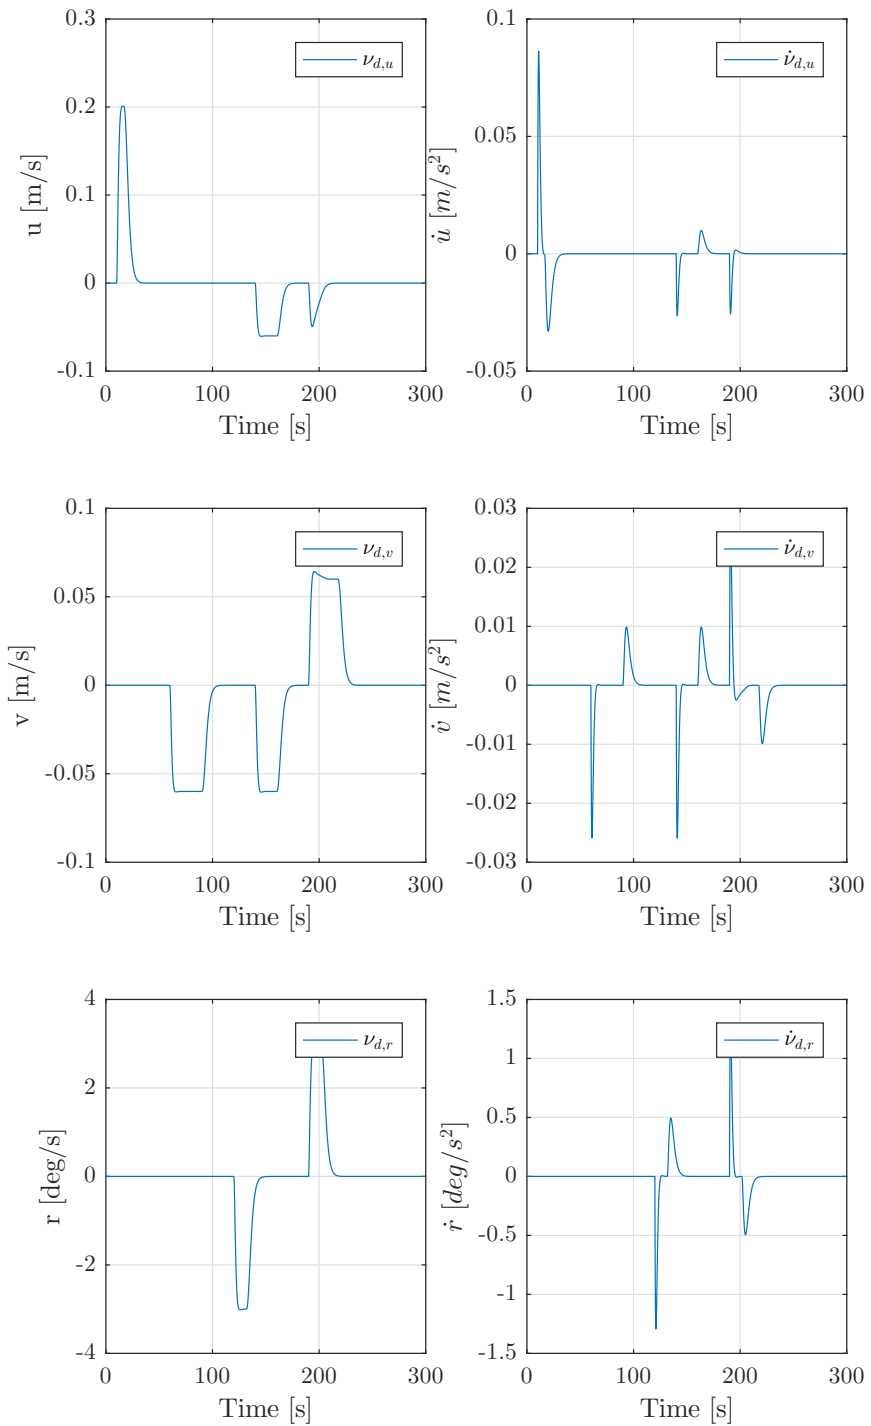 0.3
0.2
0.1
0
-0.1
u [m/s]
ν_{d,u}
0 100 200 300
Time [s]
0.1
0.05
0
-0.05
u̇ [m/s²]
ν̇_{d,u}
0 100 200 300
Time [s]
0.1
0.05
0
-0.05
-0.1
v [m/s]
ν_{d,v}
0 100 200 300
Time [s]
0.03
0.02
0.01
0
-0.01
-0.02
-0.03
v̇ [m/s²]
ν̇_{d,v}
0 100 200 300
Time [s]
4
2
0
-2
-4
r [deg/s]
ν_{d,r}
0 100 200 300
Time [s]
1.5
1
0.5
0
-0.5
-1
-1.5
ṙ [deg/s²]
ν̇_{d,r}
0 100 200 300
Time [s]